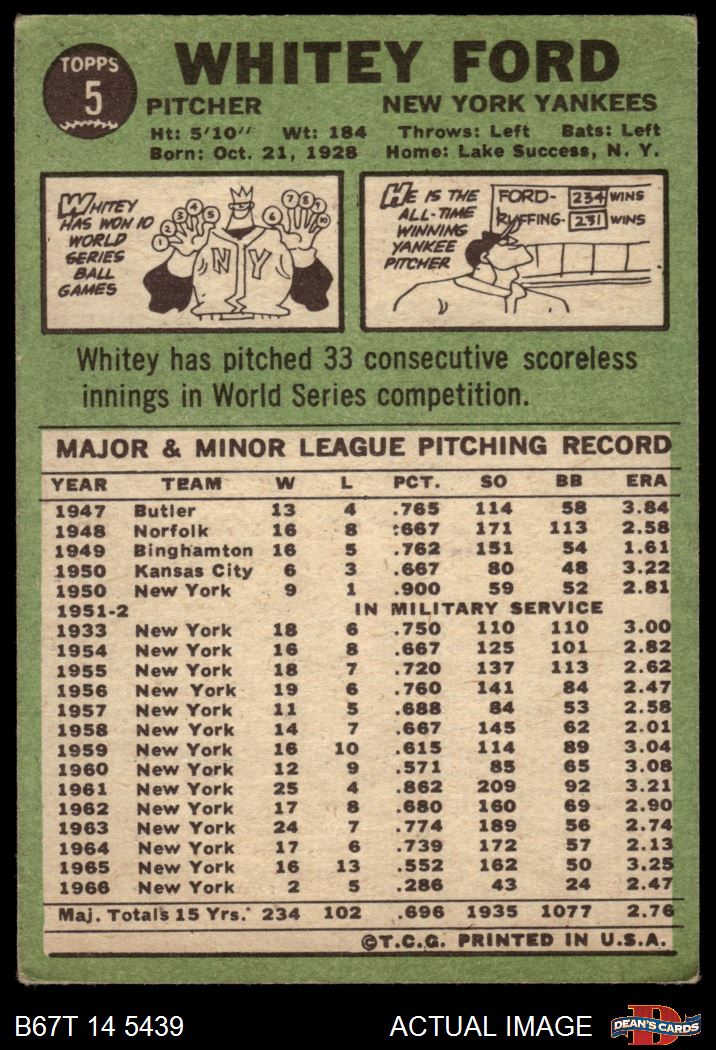 TOPPS
5
WHITEY FORD
PITCHER NEW YORK YANKEES
Ht: 5'10" Wt: 184 Throws: Left Bats: Left
Born: Oct. 21, 1928 Home: Lake Success, N. Y.
WHITEY
HAS WON 10
WORLD
SERIES
BALL
GAMES
1 2 3 4 5 6 7 8 9 10
NY
HE IS THE
ALL-TIME
WINNING
YANKEE
PITCHER
FORD- 234 WINS
RUFFING- 231 WINS
Whitey has pitched 33 consecutive scoreless
innings in World Series competition.
MAJOR & MINOR LEAGUE PITCHING RECORD
YEAR TEAM W L PCT. SO BB ERA
1947 Butler 13 4 .765 114 58 3.84
1948 Norfolk 16 8 .667 171 113 2.58
1949 Binghamton 16 5 .762 151 54 1.61
1950 Kansas City 6 3 .667 80 48 3.22
1950 New York 9 1 .900 59 52 2.81
1951-2 IN MILITARY SERVICE
1933 New York 18 6 .750 110 110 3.00
1954 New York 16 8 .667 125 101 2.82
1955 New York 18 7 .720 137 113 2.62
1956 New York 19 6 .760 141 84 2.47
1957 New York 11 5 .688 84 53 2.58
1958 New York 14 7 .667 145 62 2.01
1959 New York 16 10 .615 114 89 3.04
1960 New York 12 9 .571 85 65 3.08
1961 New York 25 4 .862 209 92 3.21
1962 New York 17 8 .680 160 69 2.90
1963 New York 24 7 .774 189 56 2.74
1964 New York 17 6 .739 172 57 2.13
1965 New York 16 13 .552 162 50 3.25
1966 New York 2 5 .286 43 24 2.47
Maj. Totals 15 Yrs. 234 102 .696 1935 1077 2.76
©T.C.G. PRINTED IN U.S.A.
B67T 14 5439 ACTUAL IMAGE
DEAN'S CARDS